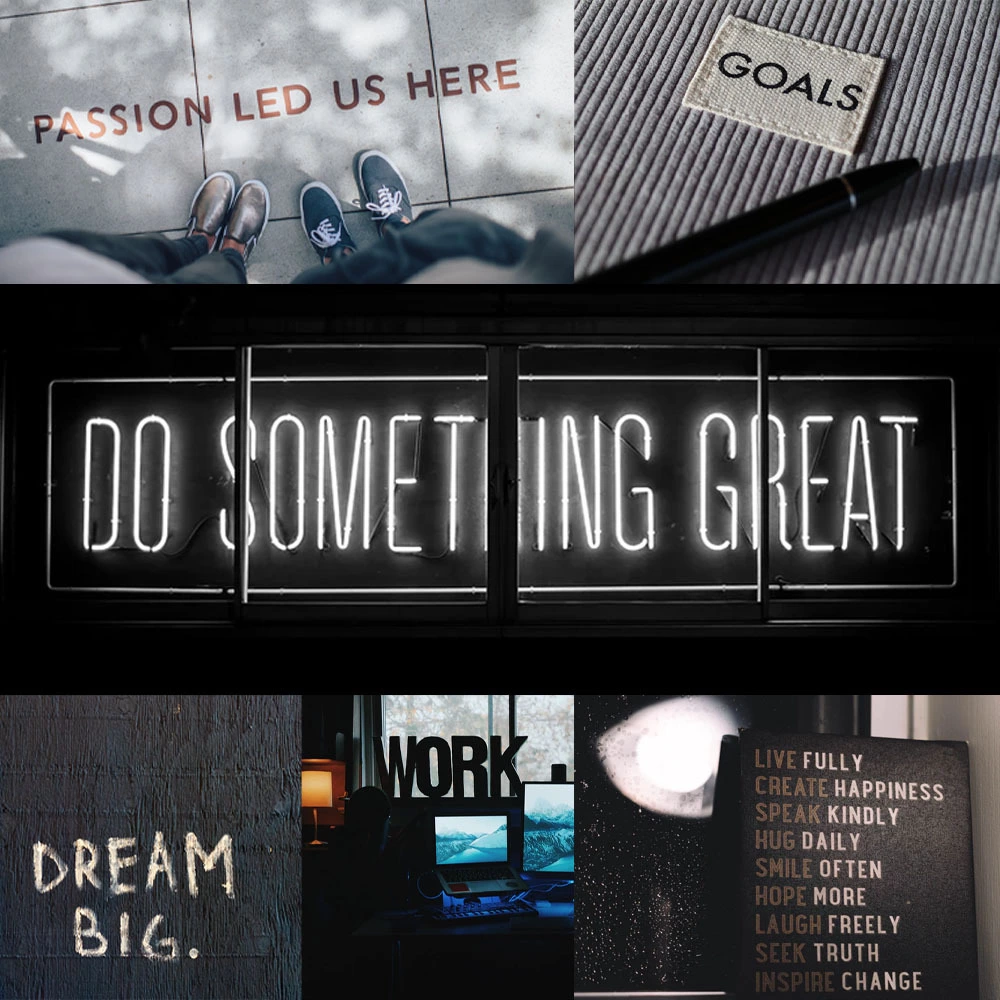 PASSION LED US HERE
GOALS
DO SOMETHING GREAT
DREAM
BIG.
WORK
LIVE FULLY
CREATE HAPPINESS
SPEAK KINDLY
HUG DAILY
SMILE OFTEN
HOPE MORE
LAUGH FREELY
SEEK TRUTH
INSPIRE CHANGE